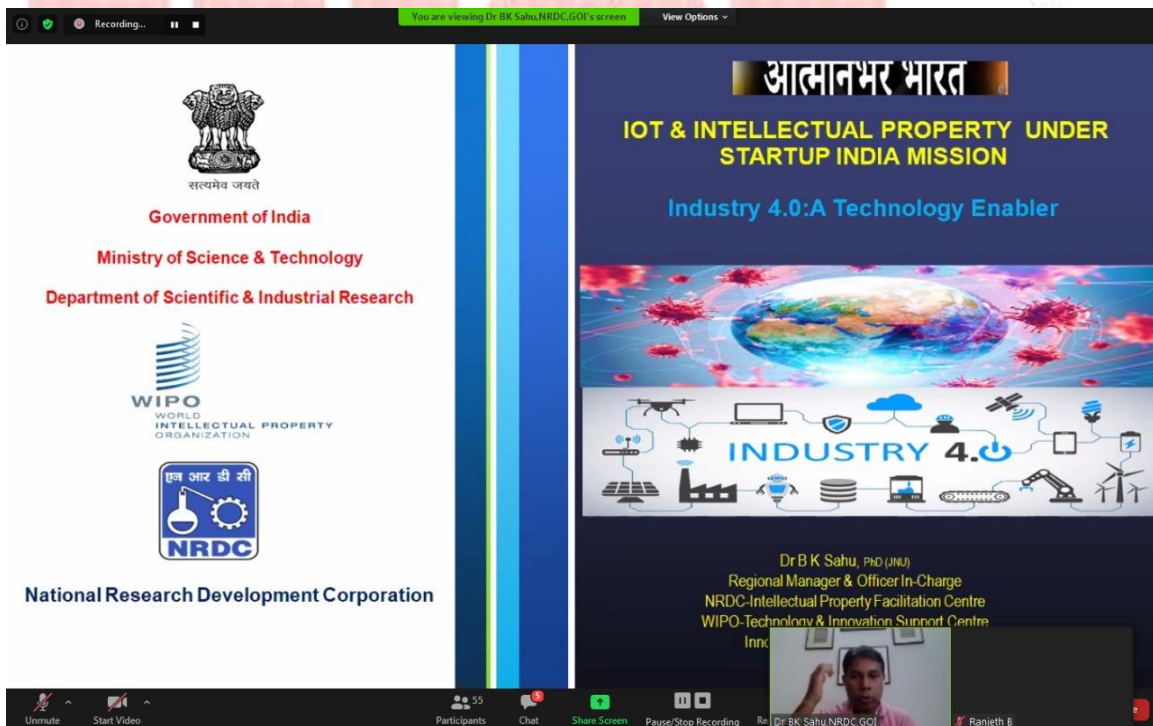 Recording...
You are viewing Dr BK Sahu,NRDC,GOI's screen
View Options
सत्यमेव जयते
Government of India
Ministry of Science & Technology
Department of Scientific & Industrial Research
WIPO
WORLD
INTELLECTUAL PROPERTY
ORGANIZATION
एन आर डी सी
NRDC
National Research Development Corporation
आत्मनिर्भर भारत
IOT & INTELLECTUAL PROPERTY UNDER
STARTUP INDIA MISSION
Industry 4.0:A Technology Enabler
INDUSTRY 4.0
Dr B K Sahu, PhD (JNU)
Regional Manager & Officer In-Charge
NRDC-Intellectual Property Facilitation Centre
WIPO-Technology & Innovation Support Centre
Dr BK Sahu,NRDC,GOI
Ranjeth B
Unmute
Start Video
55
Participants
5
Chat
Share Screen
Pause/Stop Recording